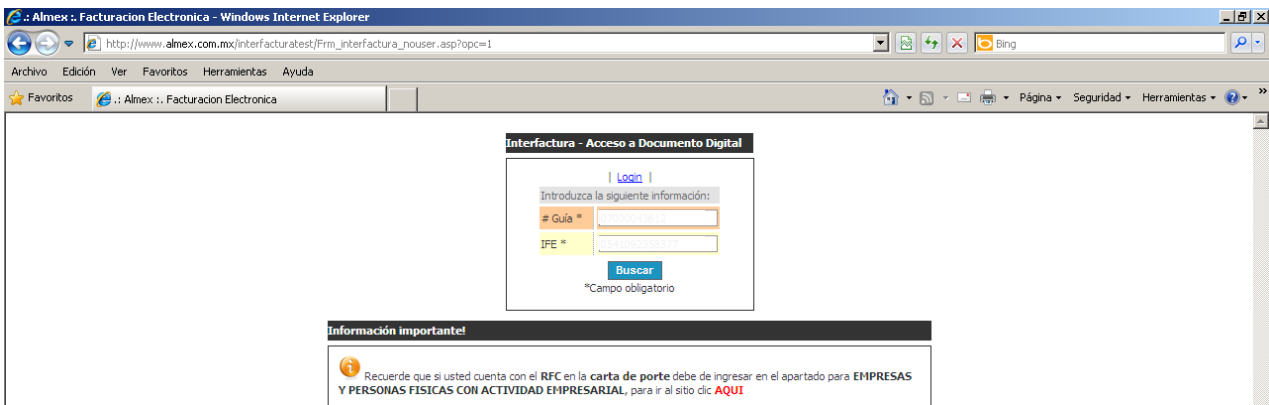 .: Almex :. Facturacion Electronica - Windows Internet Explorer
http://www.almex.com.mx/interfacturatest/Frm_interfactura_nouser.asp?opc=1
Bing
Archivo Edición Ver Favoritos Herramientas Ayuda
Favoritos .: Almex :. Facturacion Electronica Página Seguridad Herramientas
Interfactura - Acceso a Documento Digital
| Login |
Introduzca la siguiente información:
# Guía *
IFE *
Buscar
*Campo obligatorio
Información importante!
Recuerde que si usted cuenta con el RFC en la carta de porte debe de ingresar en el apartado para EMPRESAS
Y PERSONAS FISICAS CON ACTIVIDAD EMPRESARIAL, para ir al sitio clic AQUI